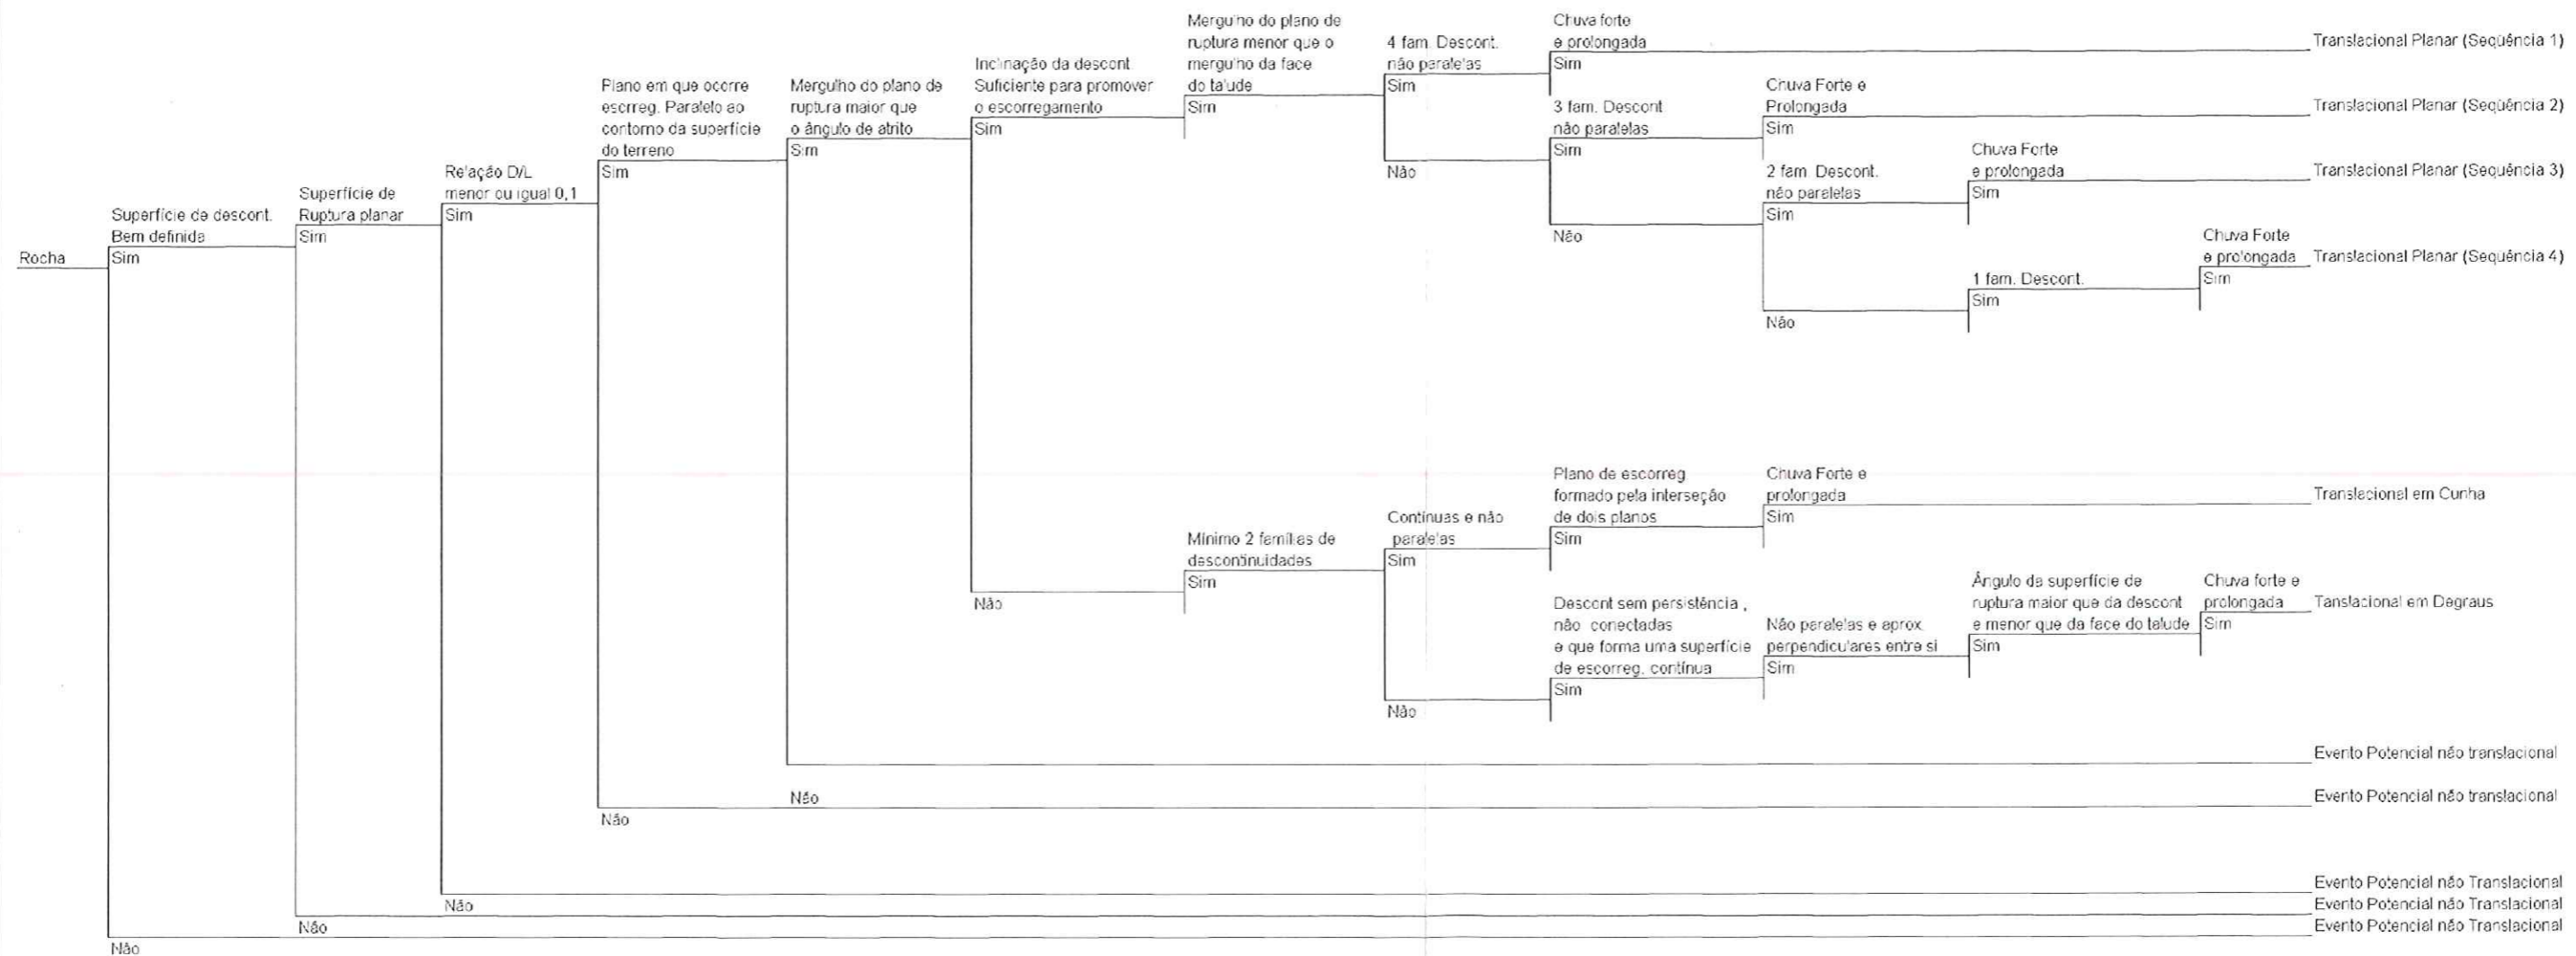 Rocha
Superfície de descont.
Bem definida
Sim
Não
Superfície de
Ruptura planar
Sim
Não
Relação D/L
menor ou igual 0,1
Sim
Não
Plano em que ocorre
escrreg. Paralelo ao
contorno da superfície
do terreno
Sim
Não
Mergulho do plano de
ruptura maior que
o ângulo de atrito
Sim
Não
Inclinação da descont
Suficiente para promover
o escorregamento
Sim
Não
Mergulho do plano de
ruptura menor que o
mergulho da face
do talude
Sim
4 fam. Descont.
não paralelas
Sim
Não
Chuva forte
e prolongada
Sim
Translacional Planar (Seqüência 1)
3 fam. Descont
não paralelas
Sim
Não
Chuva Forte e
Prolongada
Sim
Translacional Planar (Seqüência 2)
2 fam. Descont.
não paralelas
Sim
Não
Chuva Forte
e prolongada
Sim
Translacional Planar (Seqüência 3)
1 fam. Descont.
Sim
Chuva Forte
e prolongada
Sim
Translacional Planar (Seqüência 4)
Mínimo 2 famílias de
descontinuidades
Sim
Contínuas e não
paralelas
Sim
Não
Plano de escorreg
formado pela interseção
de dois planos
Sim
Chuva Forte e
prolongada
Sim
Translacional em Cunha
Descont sem persistência ,
não conectadas
e que forma uma superfície
de escorreg. contínua
Sim
Não paralelas e aprox.
perpendiculares entre si
Sim
Ângulo da superfície de
ruptura maior que da descont
e menor que da face do talude
Sim
Chuva forte e
prolongada
Sim
Tanslacional em Degraus
Evento Potencial não translacional
Evento Potencial não translacional
Evento Potencial não Translacional
Evento Potencial não Translacional
Evento Potencial não Translacional